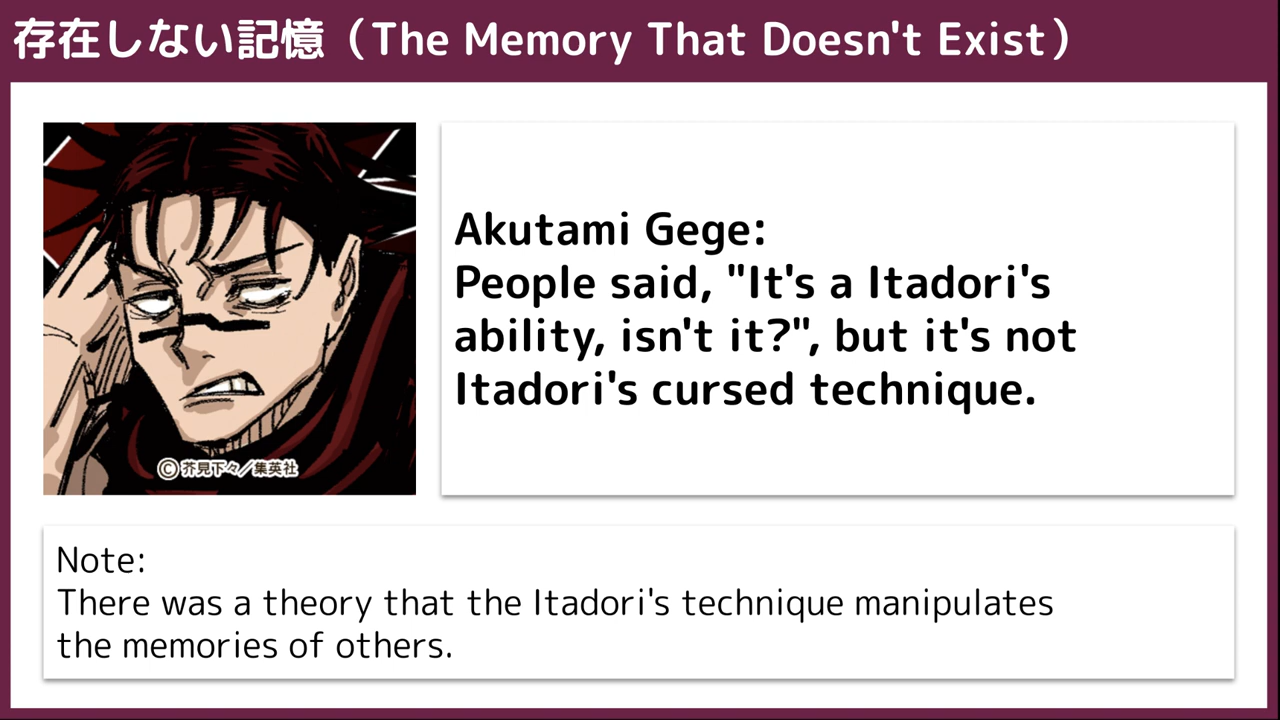 存在しない記憶（The Memory That Doesn't Exist）
Akutami Gege:
People said, "It's a Itadori's
ability, isn't it?", but it's not
Itadori's cursed technique.
©芥見下々／集英社
Note:
There was a theory that the Itadori's technique manipulates
the memories of others.